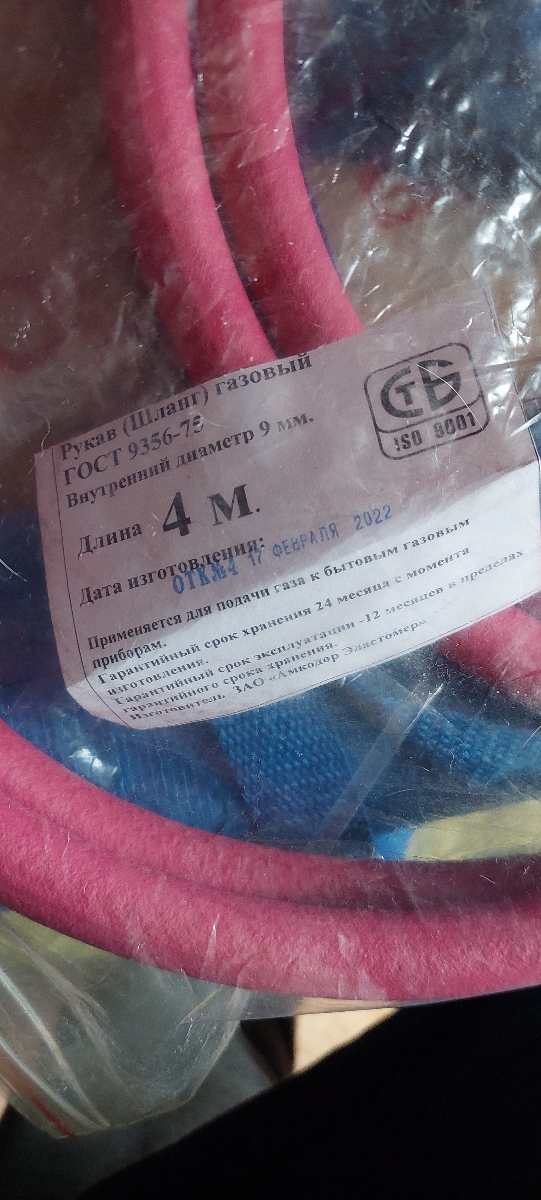 Рукав (Шланг) газовый
ГОСТ 9356-75
Внутренний диаметр 9 мм.
Длина 4 м.
Дата изготовления:
ОТК№4 17 ФЕВРАЛЯ 2022
Применяется для подачи газа к бытовым газовым
приборам.
Гарантийный срок хранения 24 месяца с момента
изготовления.
Гарантийный срок эксплуатации -12 месяцев в пределах
гарантийного срока хранения.
Изготовитель. ЗАО «Амкодор Эластомер»
СТБ
ISO 9001